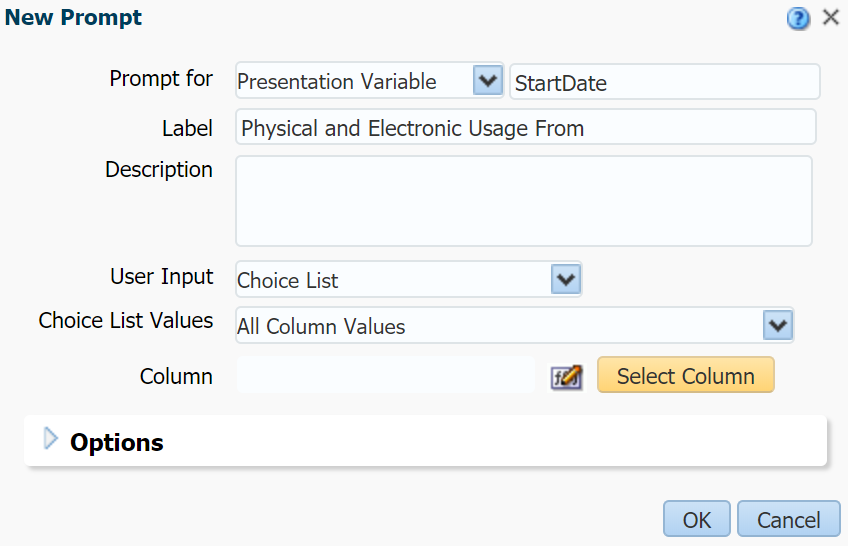 New Prompt
Prompt for Presentation Variable StartDate
Label Physical and Electronic Usage From
Description
User Input Choice List
Choice List Values All Column Values
Column Select Column
Options
OK Cancel